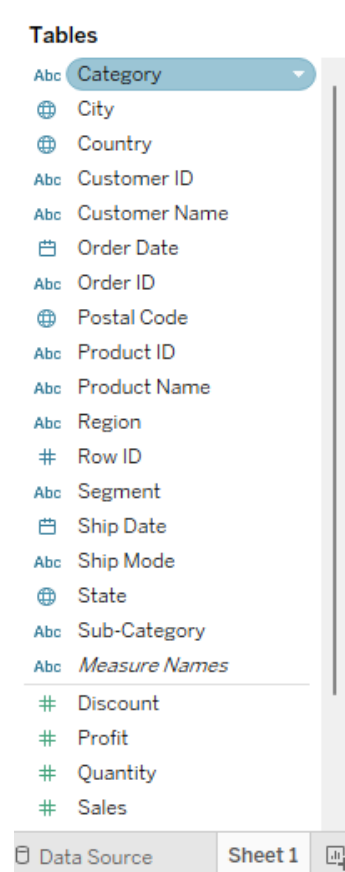 Tables
Abc Category
City
Country
Abc Customer ID
Abc Customer Name
Order Date
Abc Order ID
Postal Code
Abc Product ID
Abc Product Name
Abc Region
# Row ID
Abc Segment
Ship Date
Abc Ship Mode
State
Abc Sub-Category
Abc Measure Names
# Discount
# Profit
# Quantity
# Sales
Data Source Sheet 1